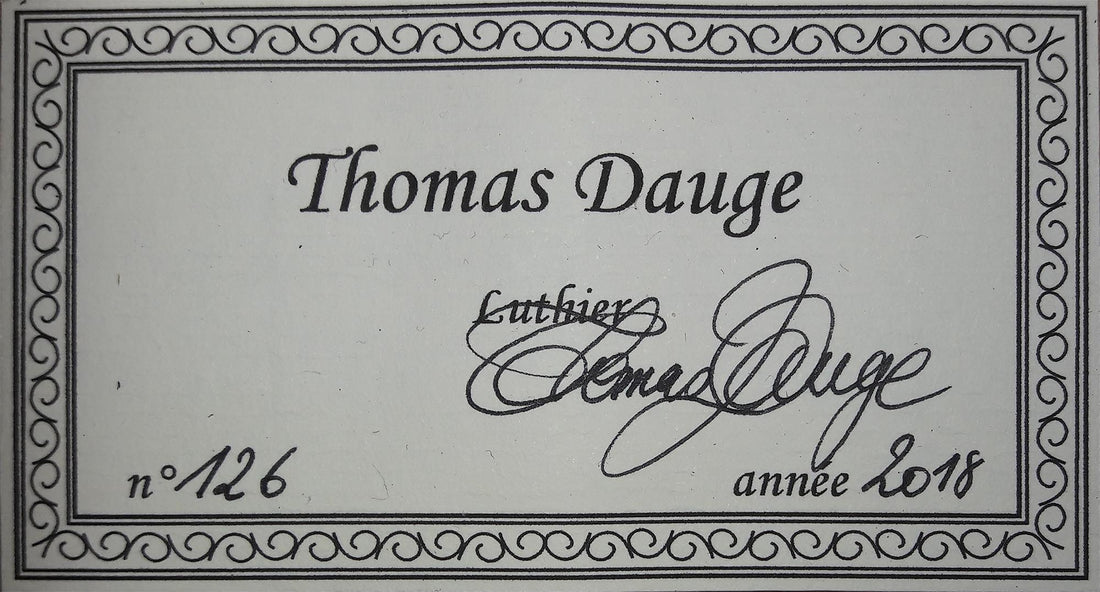 Thomas Dauge
Luthier
Thomas Dauge
n° 126 année 2018